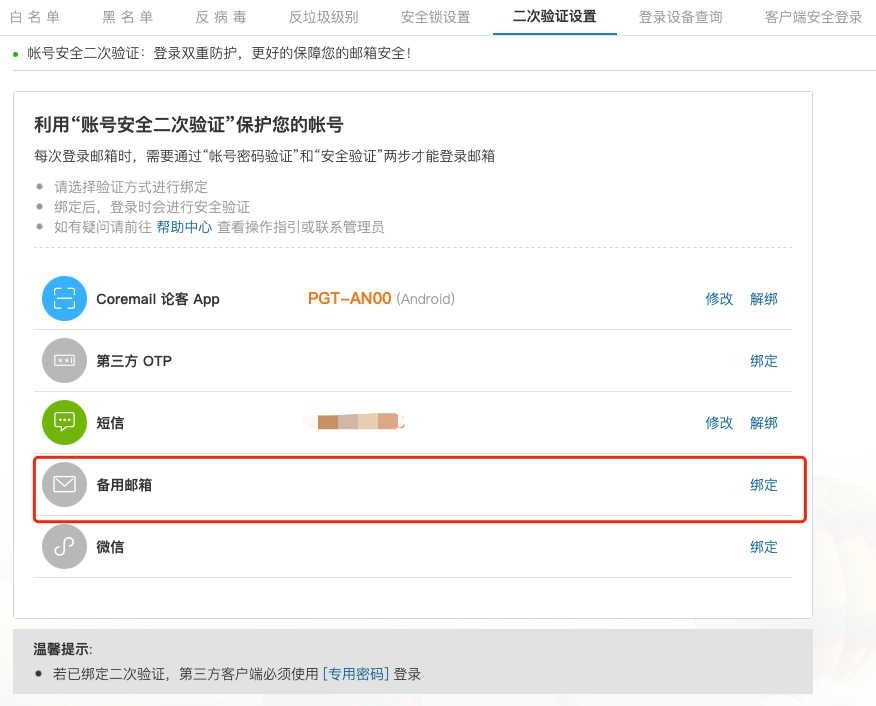 白 名 单 黑 名 单 反 病 毒 反垃圾级别 安全锁设置 二次验证设置 登录设备查询 客户端安全登录
帐号安全二次验证：登录双重防护，更好的保障您的邮箱安全！
利用“账号安全二次验证”保护您的帐号
每次登录邮箱时，需要通过“帐号密码验证”和“安全验证”两步才能登录邮箱
请选择验证方式进行绑定
绑定后，登录时会进行安全验证
如有疑问请前往 帮助中心 查看操作指引或联系管理员
Coremail 论客 App PGT-AN00 (Android) 修改 解绑
第三方 OTP 绑定
短信 修改 解绑
备用邮箱 绑定
微信 绑定
温馨提示:
若已绑定二次验证，第三方客户端必须使用 [专用密码] 登录